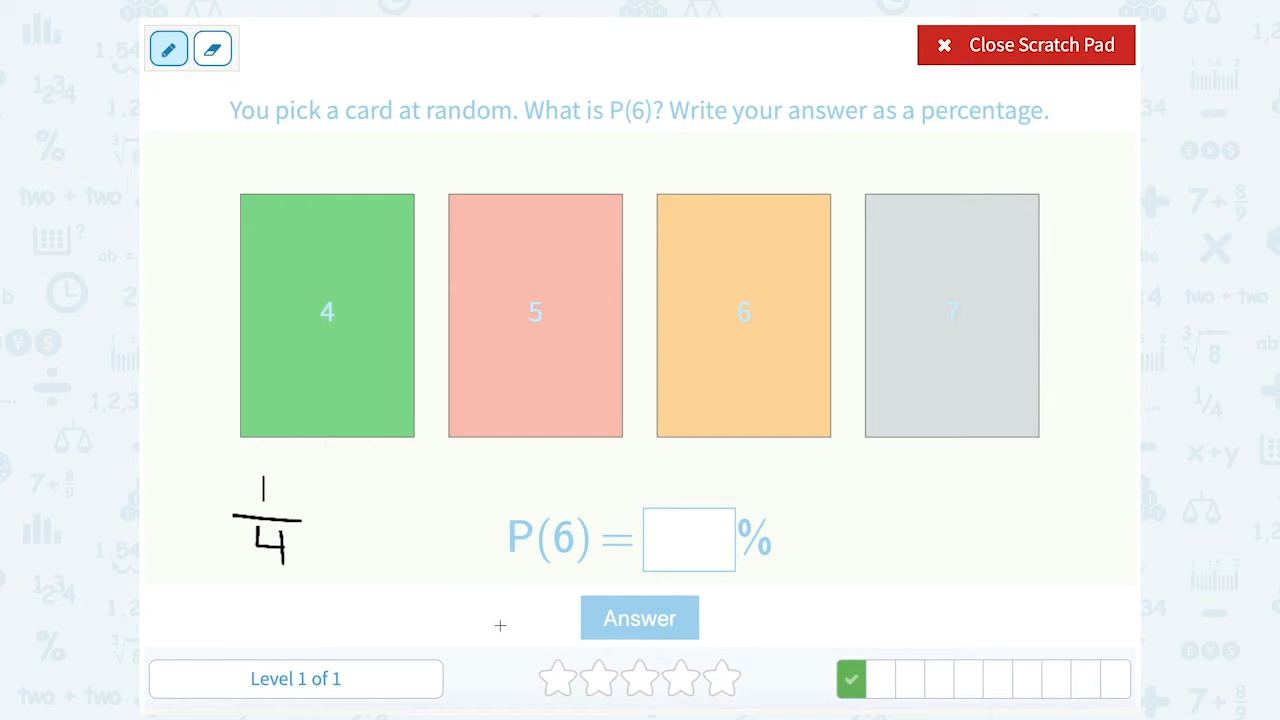 Close Scratch Pad
You pick a card at random. What is P(6)? Write your answer as a percentage.
4 5 6 7
1
4
P(6) = %
Answer
Level 1 of 1